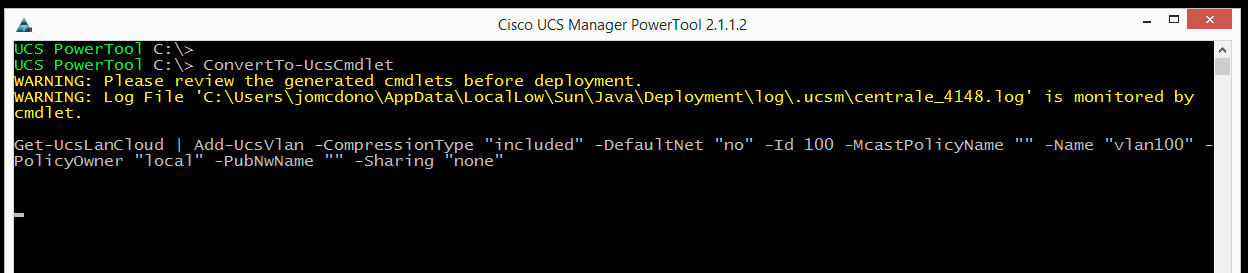 Cisco UCS Manager PowerTool 2.1.1.2
UCS PowerTool C:\>
UCS PowerTool C:\> ConvertTo-UcsCmdlet
WARNING: Please review the generated cmdlets before deployment.
WARNING: Log File 'C:\Users\jomcdono\AppData\LocalLow\Sun\Java\Deployment\log\.ucsm\centrale_4148.log' is monitored by
cmdlet.
Get-UcsLanCloud | Add-UcsVlan -CompressionType "included" -DefaultNet "no" -Id 100 -McastPolicyName "" -Name "vlan100" -
PolicyOwner "local" -PubNwName "" -Sharing "none"